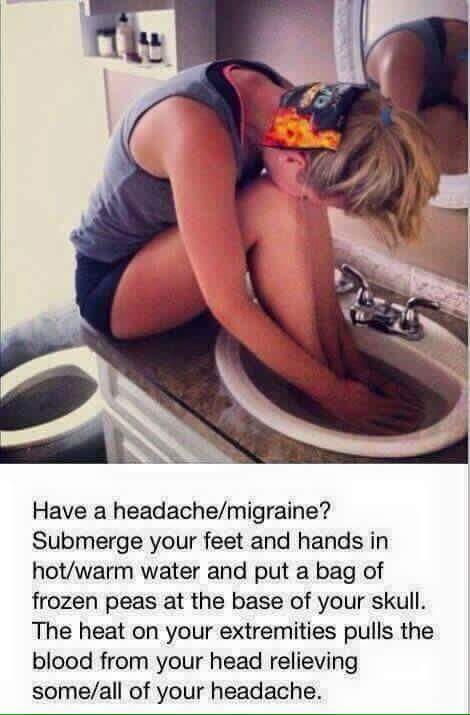 Have a headache/migraine?
Submerge your feet and hands in
hot/warm water and put a bag of
frozen peas at the base of your skull.
The heat on your extremities pulls the
blood from your head relieving
some/all of your headache.